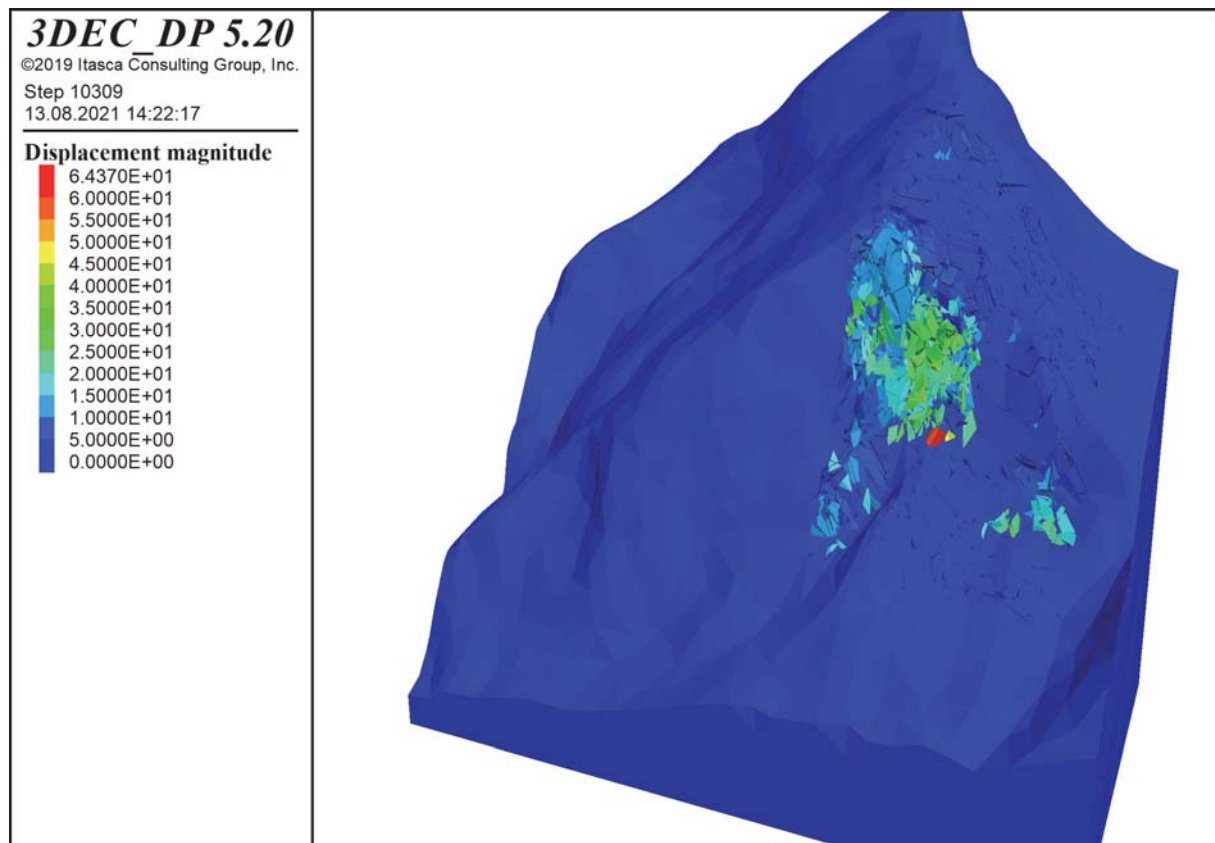 3DEC_DP 5.20
©2019 Itasca Consulting Group, Inc.
Step 10309
13.08.2021 14:22:17
Displacement magnitude
6.4370E+01
6.0000E+01
5.5000E+01
5.0000E+01
4.5000E+01
4.0000E+01
3.5000E+01
3.0000E+01
2.5000E+01
2.0000E+01
1.5000E+01
1.0000E+01
5.0000E+00
0.0000E+00